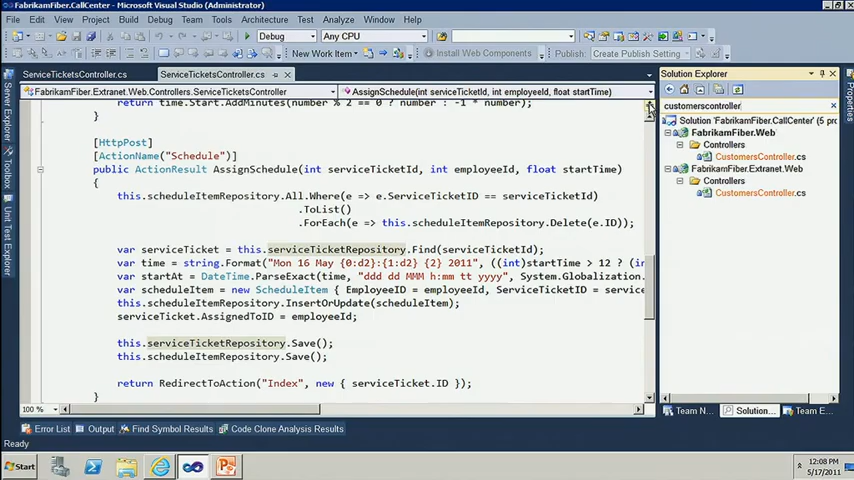 FabrikamFiber.CallCenter - Microsoft Visual Studio (Administrator)
File Edit View Project Build Debug Team Tools Architecture Test Analyze Window Help
Debug Any CPU
New Work Item Install Web Components Publish: Create Publish Setting
ServiceTicketsController.cs ServiceTicketsController.cs
FabrikamFiber.Extranet.Web.Controllers.ServiceTicketsController AssignSchedule(int serviceTicketId, int employeeId, float startTime)
return time.Start.AddMinutes(number % 2 == 0 ? number : -1 * number);
}
[HttpPost]
[ActionName("Schedule")]
public ActionResult AssignSchedule(int serviceTicketId, int employeeId, float startTime)
{
this.scheduleItemRepository.All.Where(e => e.ServiceTicketID == serviceTicketId)
.ToList()
.ForEach(e => this.scheduleItemRepository.Delete(e.ID));
var serviceTicket = this.serviceTicketRepository.Find(serviceTicketId);
var time = string.Format("Mon 16 May {0:d2}:{1:d2} {2} 2011", ((int)startTime > 12 ? (i
var startAt = DateTime.ParseExact(time, "ddd dd MMM h:mm tt yyyy", System.Globalization.
var scheduleItem = new ScheduleItem { EmployeeID = employeeId, ServiceTicketID = service
this.scheduleItemRepository.InsertOrUpdate(scheduleItem);
serviceTicket.AssignedToID = employeeId;
this.serviceTicketRepository.Save();
this.scheduleItemRepository.Save();
return RedirectToAction("Index", new { serviceTicket.ID });
}
100 %
Error List Output Find Symbol Results Code Clone Analysis Results
Ready
Server Explorer
Toolbox
Unit Test Explorer
Solution Explorer
customerscontroller
Solution 'FabrikamFiber.CallCenter' (5 pro
FabrikamFiber.Web
Controllers
CustomersController.cs
FabrikamFiber.Extranet.Web
Controllers
CustomersController.cs
Team N... Solution... Team E...
Properties
Start
12:08 PM
5/17/2011